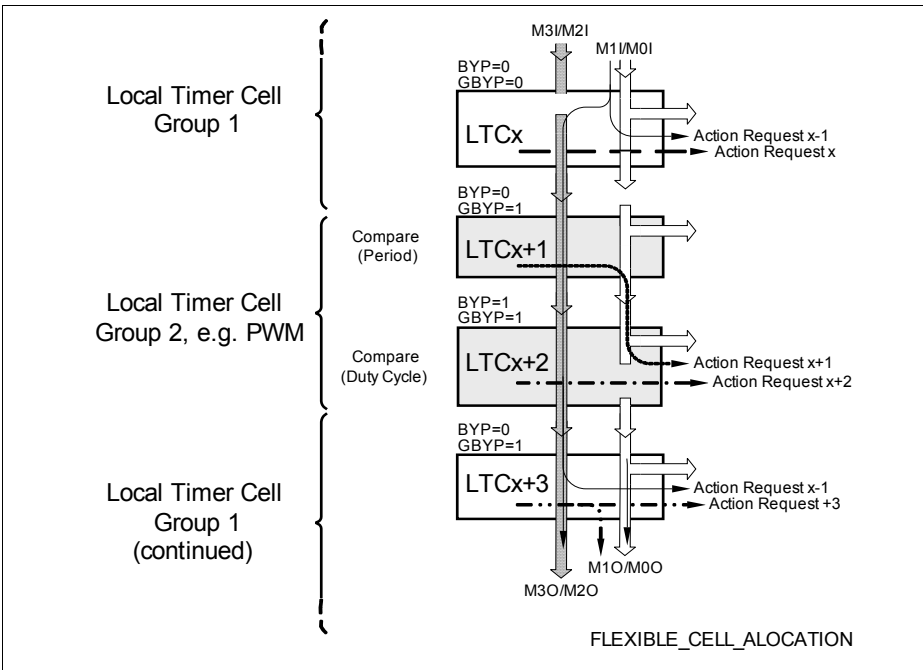 M3I/M2I
M1I/M0I
BYP=0
GBYP=0
Local Timer Cell
Group 1
LTCx
Action Request x-1
Action Request x
BYP=0
GBYP=1
Compare
(Period)
LTCx+1
Local Timer Cell
Group 2, e.g. PWM
BYP=1
GBYP=1
Compare
(Duty Cycle)
LTCx+2
Action Request x+1
Action Request x+2
BYP=0
GBYP=1
Local Timer Cell
Group 1
(continued)
LTCx+3
Action Request x-1
Action Request +3
M1O/M0O
M3O/M2O
FLEXIBLE_CELL_ALOCATION